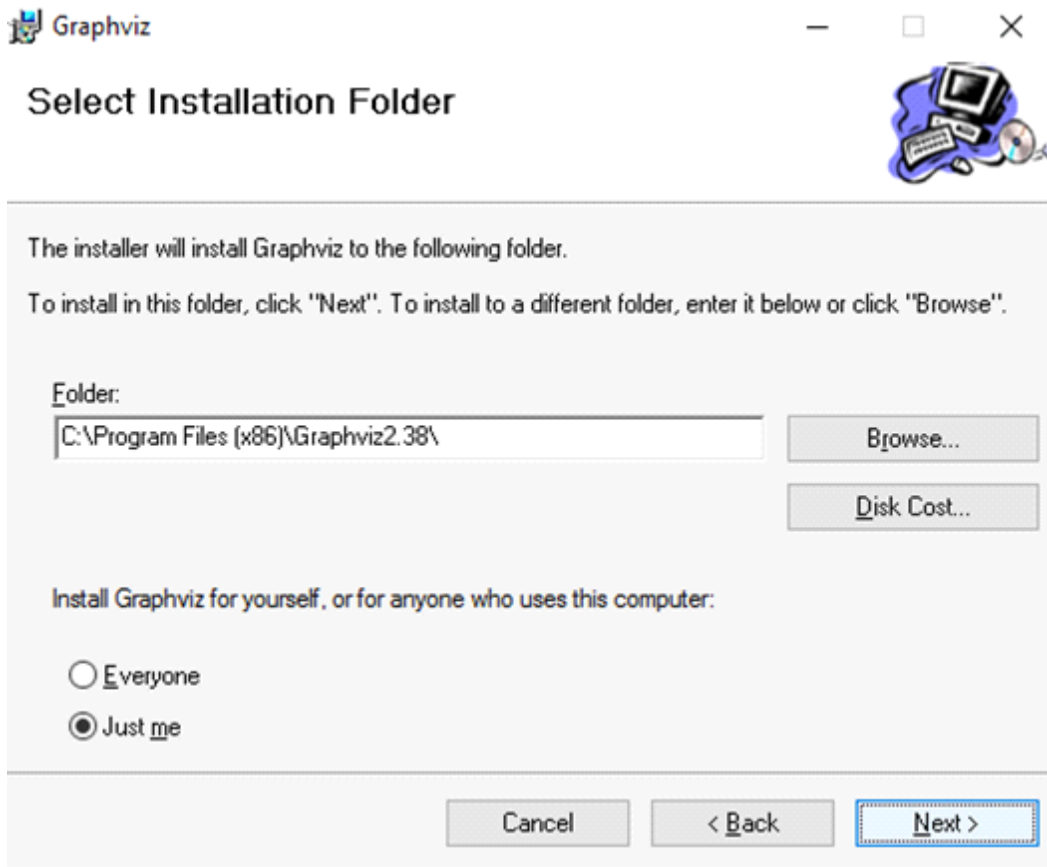 Graphviz
Select Installation Folder
The installer will install Graphviz to the following folder.
To install in this folder, click "Next". To install to a different folder, enter it below or click "Browse".
Folder:
C:\Program Files (x86)\Graphviz2.38\
Browse...
Disk Cost...
Install Graphviz for yourself, or for anyone who uses this computer:
Everyone
Just me
Cancel
< Back
Next >